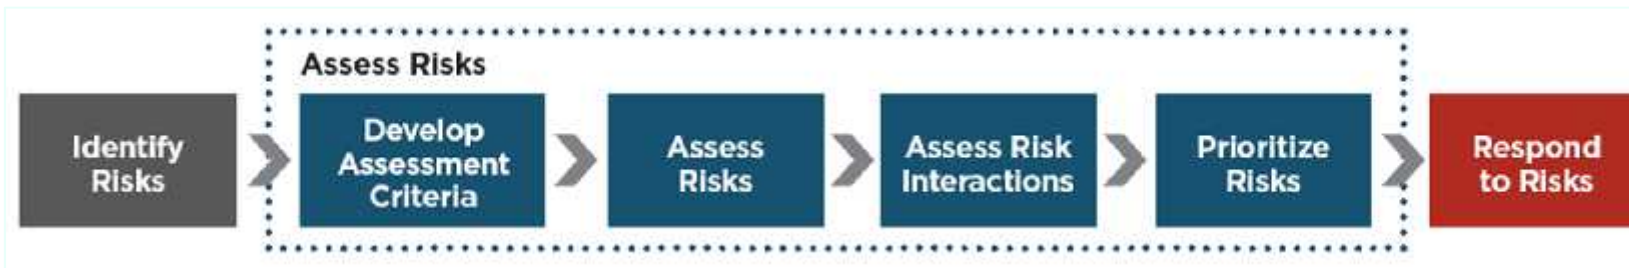 Assess Risks
Identify
Risks
Develop
Assessment
Criteria
Assess
Risks
Assess Risk
Interactions
Prioritize
Risks
Respond
to Risks